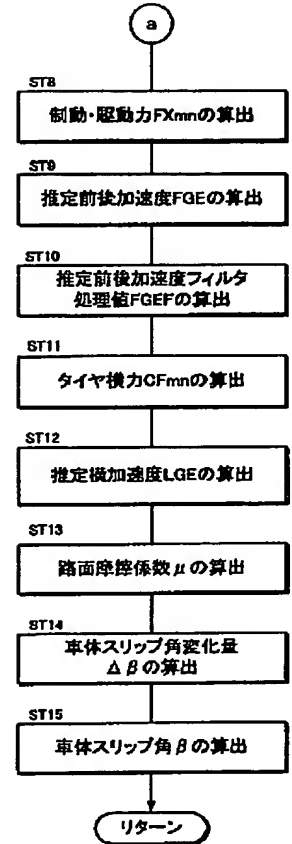 a
ST8
制動・駆動力FXmnの算出
ST9
推定前後加速度FGEの算出
ST10
推定前後加速度フィルタ
処理値FGEFの算出
ST11
タイヤ横力CFmnの算出
ST12
推定横加速度LGEの算出
ST13
路面摩擦係数μの算出
ST14
車体スリップ角変化量
Δβの算出
ST15
車体スリップ角βの算出
リターン